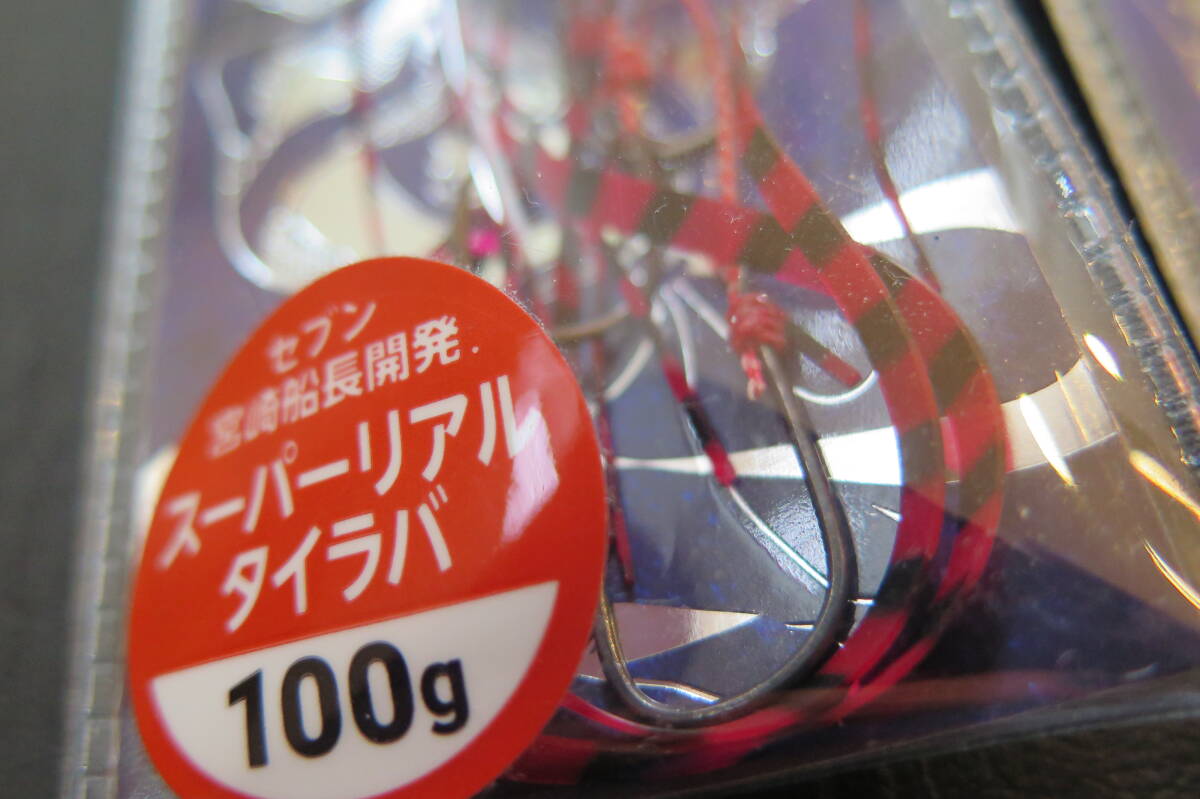 セブン
宮崎船長開発
スーパーリアル
タイラバ
100g